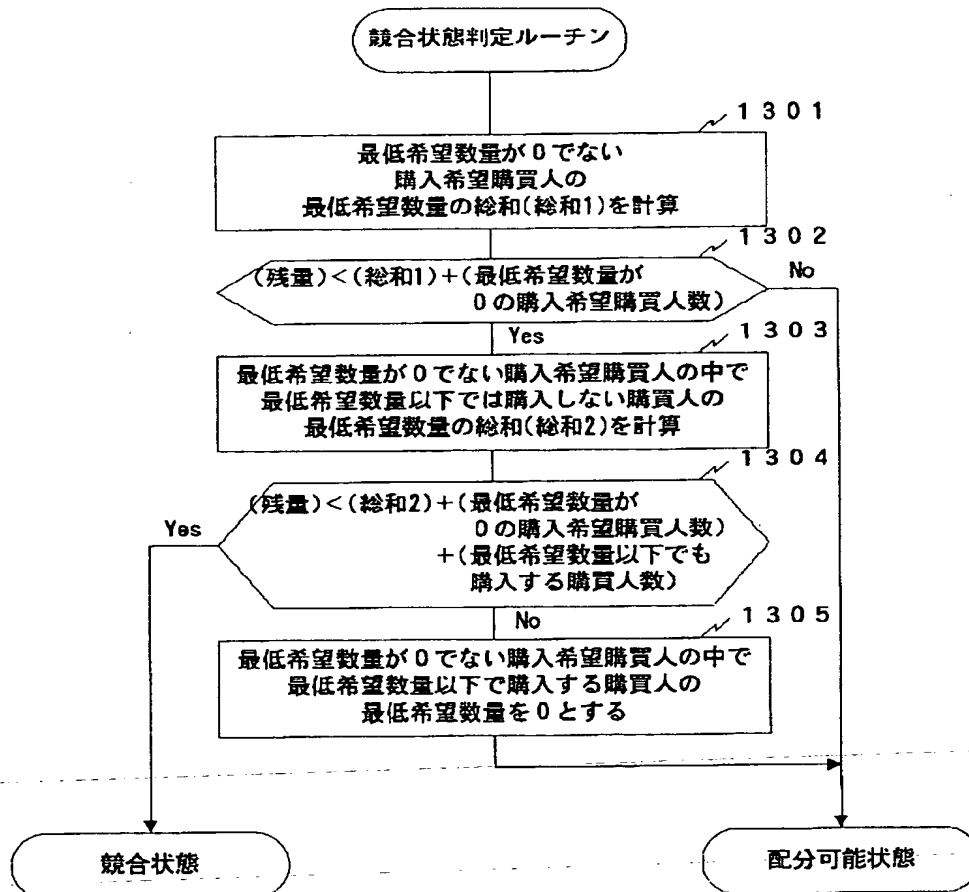 競合状態判定ルーチン
1301
最低希望数量が0でない
購入希望購買人の
最低希望数量の総和(総和1)を計算
1302
(残量)<(総和1)+(最低希望数量が
0の購入希望購買人数)
No
Yes
1303
最低希望数量が0でない購入希望購買人の中で
最低希望数量以下では購入しない購買人の
最低希望数量の総和(総和2)を計算
1304
(残量)<(総和2)+(最低希望数量が
0の購入希望購買人数)
+(最低希望数量以下でも
購入する購買人数)
Yes
No
1305
最低希望数量が0でない購入希望購買人の中で
最低希望数量以下で購入する購買人の
最低希望数量を0とする
競合状態
配分可能状態